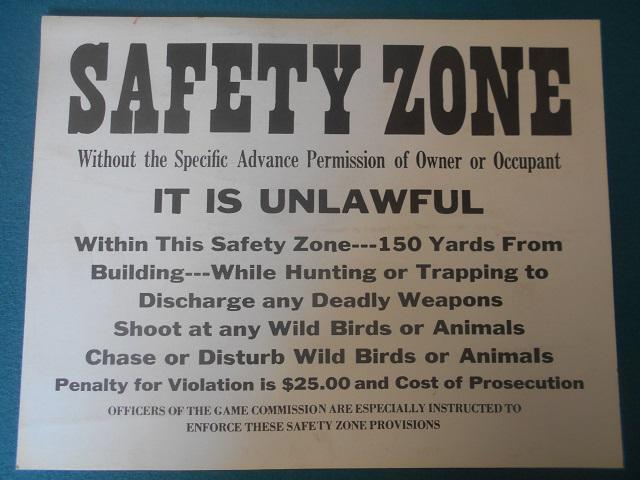 SAFETY ZONE
Without the Specific Advance Permission of Owner or Occupant
IT IS UNLAWFUL
Within This Safety Zone---150 Yards From
Building---While Hunting or Trapping to
Discharge any Deadly Weapons
Shoot at any Wild Birds or Animals
Chase or Disturb Wild Birds or Animals
Penalty for Violation is $25.00 and Cost of Prosecution
OFFICERS OF THE GAME COMMISSION ARE ESPECIALLY INSTRUCTED TO
ENFORCE THESE SAFETY ZONE PROVISIONS